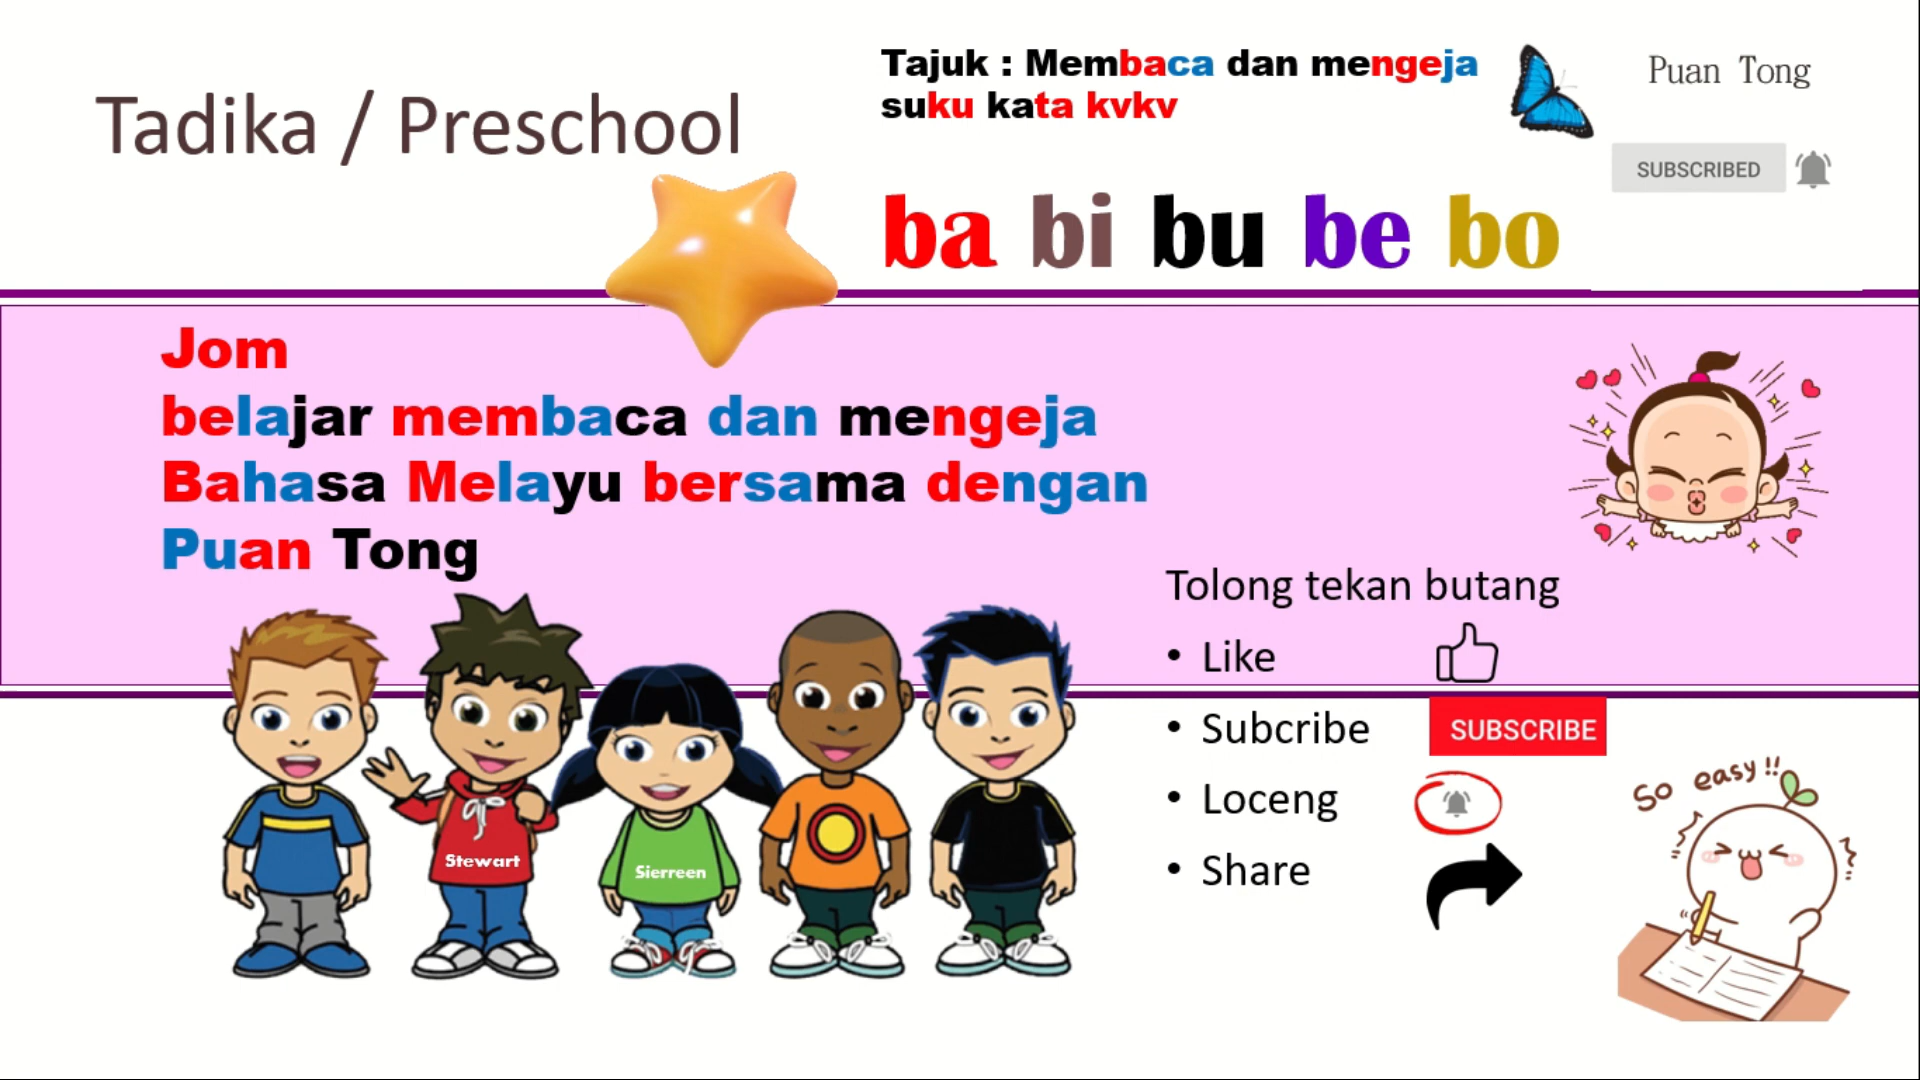 Tadika / Preschool
Tajuk : Membaca dan mengeja
suku kata kvkv
Puan Tong
SUBSCRIBED
ba bi bu be bo
Jom
belajar membaca dan mengeja
Bahasa Melayu bersama dengan
Puan Tong
Tolong tekan butang
• Like
• Subcribe
SUBSCRIBE
• Loceng
• Share
So easy!!
Stewart
Sierreen